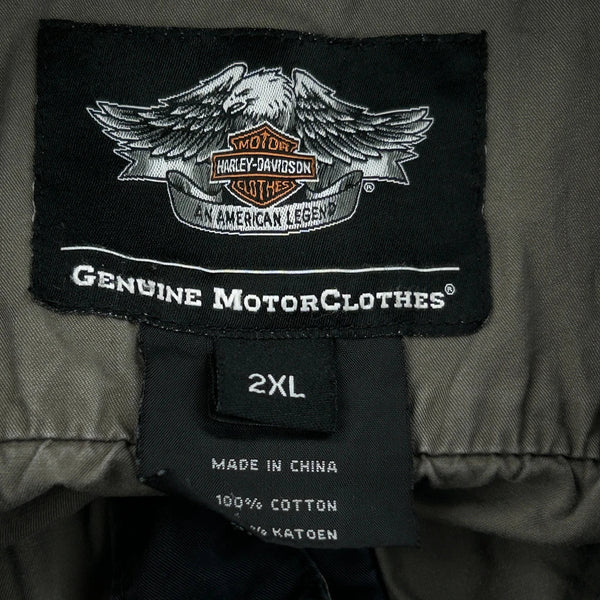 MOTOR
HARLEY-DAVIDSON
CLOTHES
®
AN AMERICAN LEGEND
GENUINE MOTORCLOTHES®
2XL
MADE IN CHINA
100% COTTON
% KATOEN